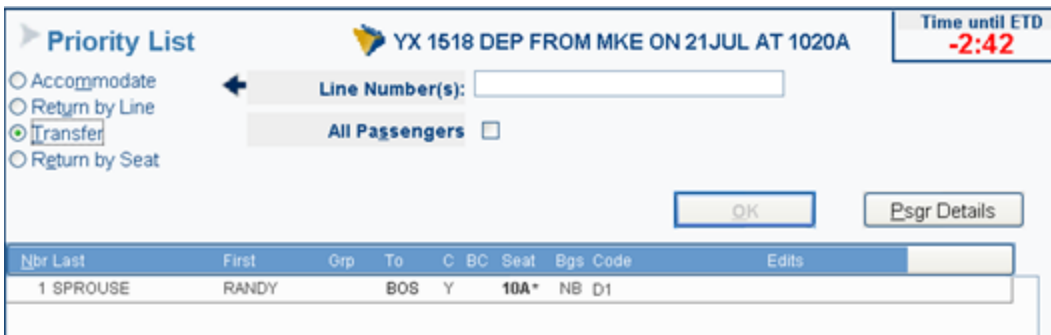 Priority List
YX 1518 DEP FROM MKE ON 21JUL AT 1020A
Time until ETD
-2:42
Accommodate
Return by Line
Transfer
Return by Seat
Line Number(s):
All Passengers
OK
Psgr Details
Nbr Last First Grp To C BC Seat Bgs Code Edits
1 SPROUSE RANDY BOS Y 10A* NB D1